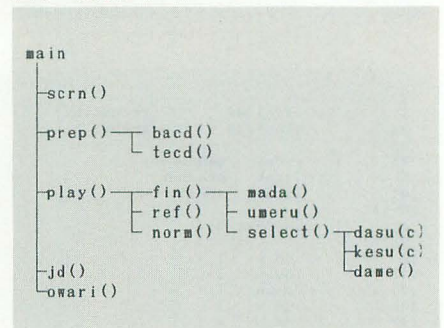 main
scrn()
prep() bacd()
tecd()
play() fin() mada()
ref() umeru()
norm() select() dasu(c)
kesu(c)
jd() dame()
owari()